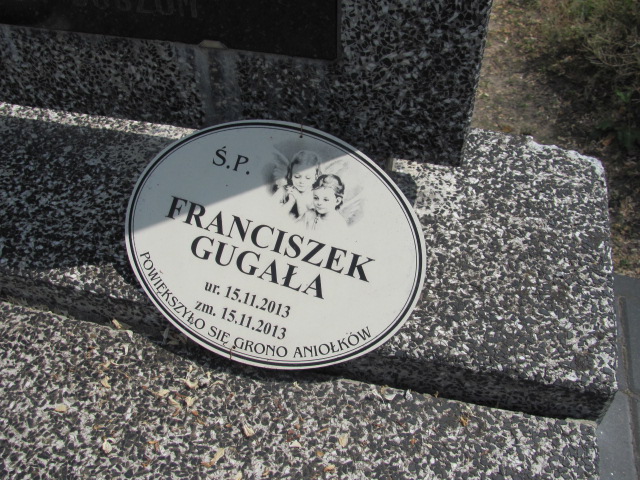 Ś.P.
FRANCISZEK
GUGAŁA
ur. 15.11.2013
zm. 15.11.2013
POWIĘKSZYŁO SIĘ GRONO ANIOŁKÓW